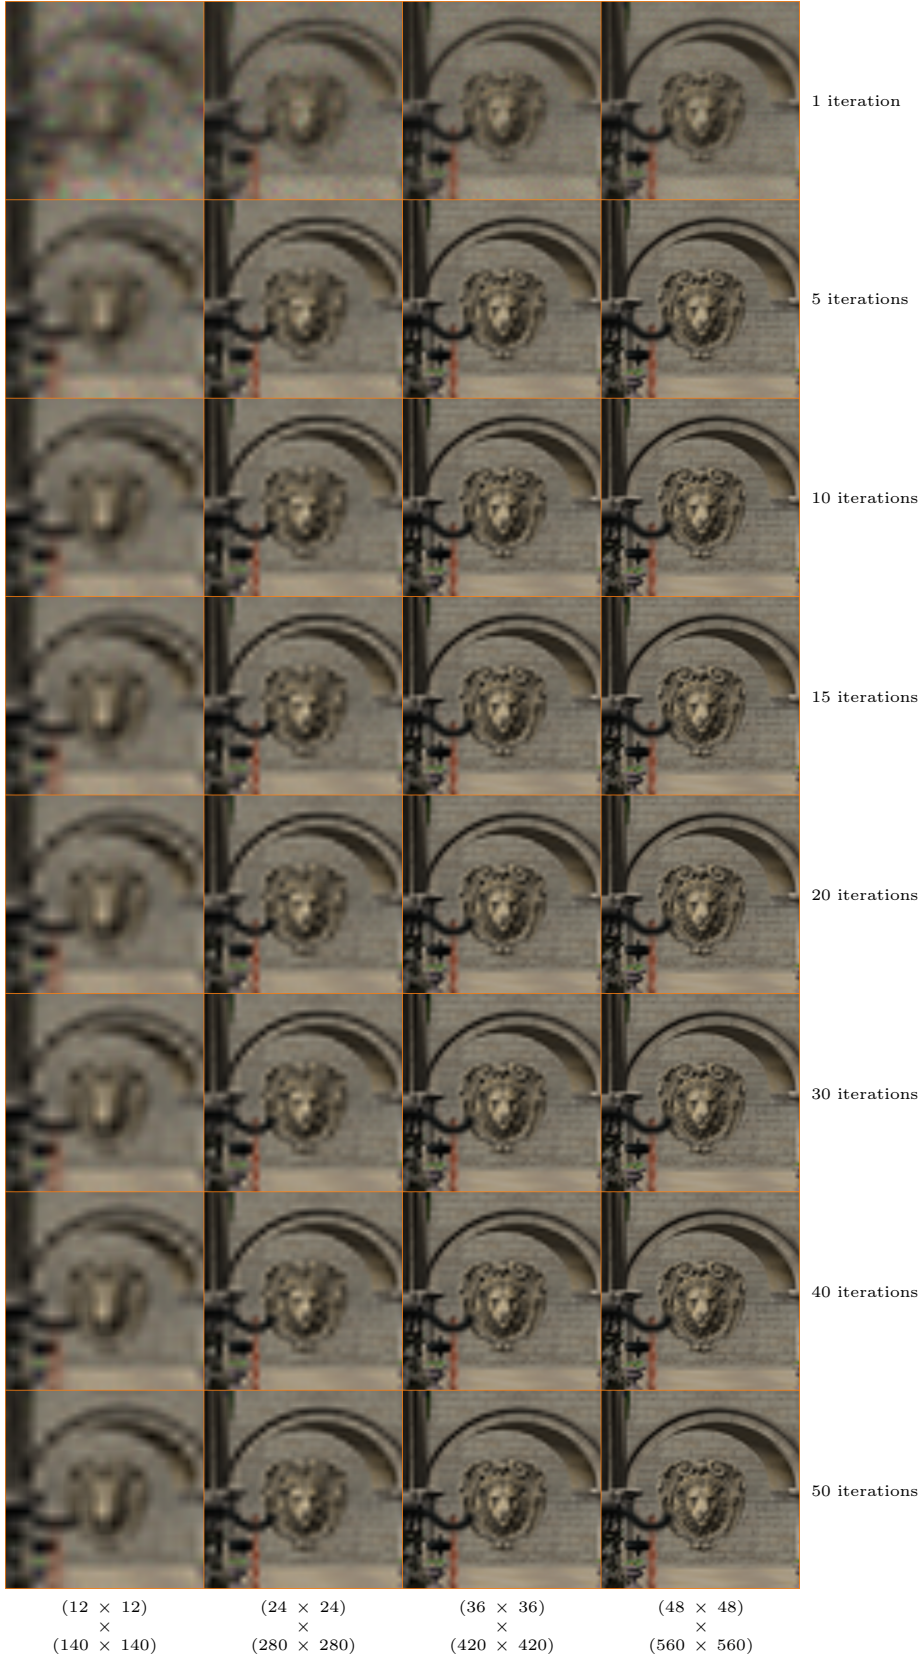 1 iteration
5 iterations
10 iterations
15 iterations
20 iterations
30 iterations
40 iterations
50 iterations
(12 × 12) (24 × 24) (36 × 36) (48 × 48)
× × × ×
(140 × 140) (280 × 280) (420 × 420) (560 × 560)